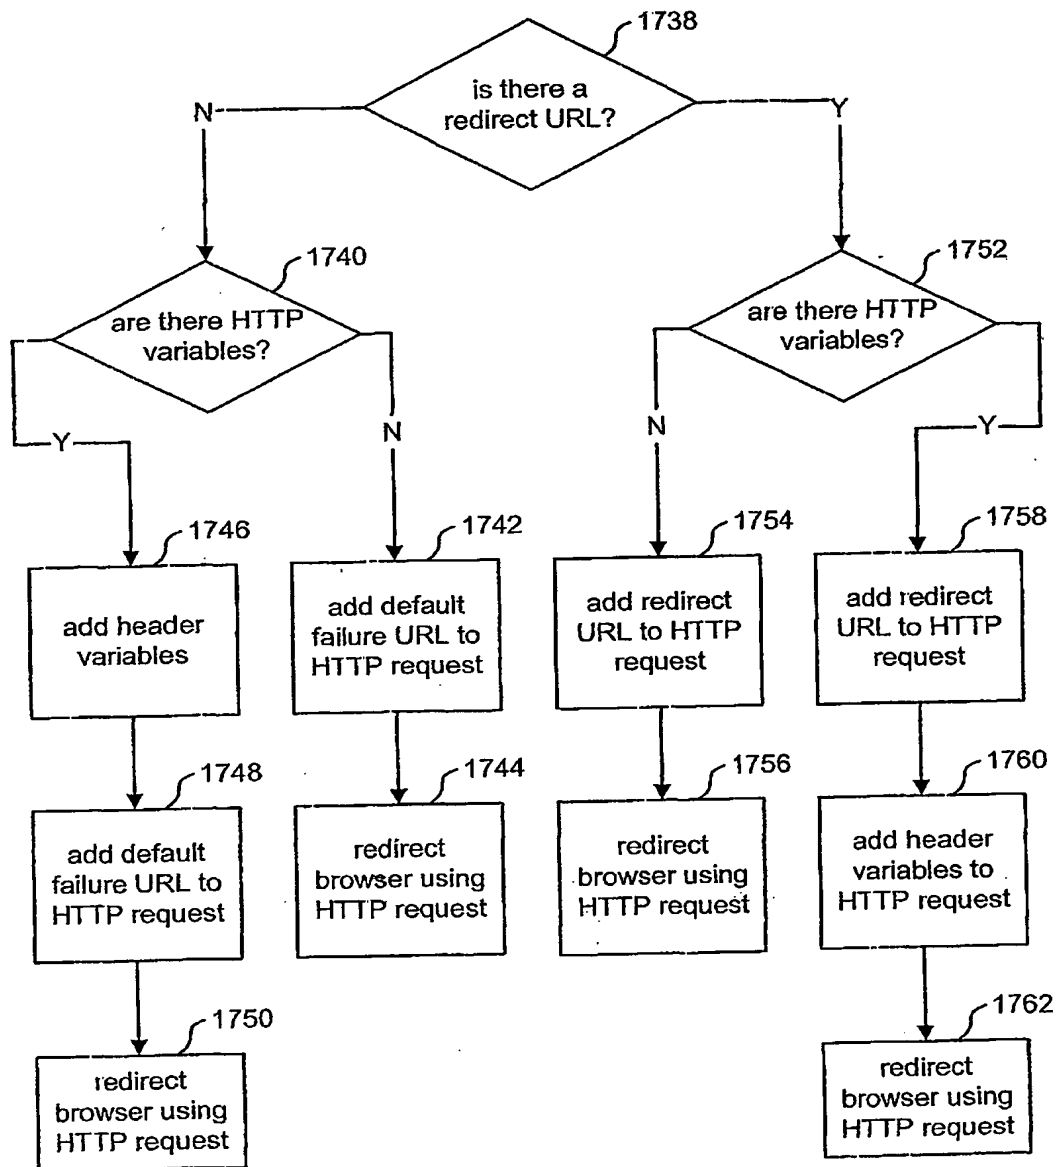 1738
is there a
redirect URL?
N
Y
1740
are there HTTP
variables?
1752
are there HTTP
variables?
Y
N
N
Y
1746
add header
variables
1742
add default
failure URL to
HTTP request
1754
add redirect
URL to HTTP
request
1758
add redirect
URL to HTTP
request
1748
add default
failure URL to
HTTP request
1744
redirect
browser using
HTTP request
1756
redirect
browser using
HTTP request
1760
add header
variables to
HTTP request
1750
redirect
browser using
HTTP request
1762
redirect
browser using
HTTP request